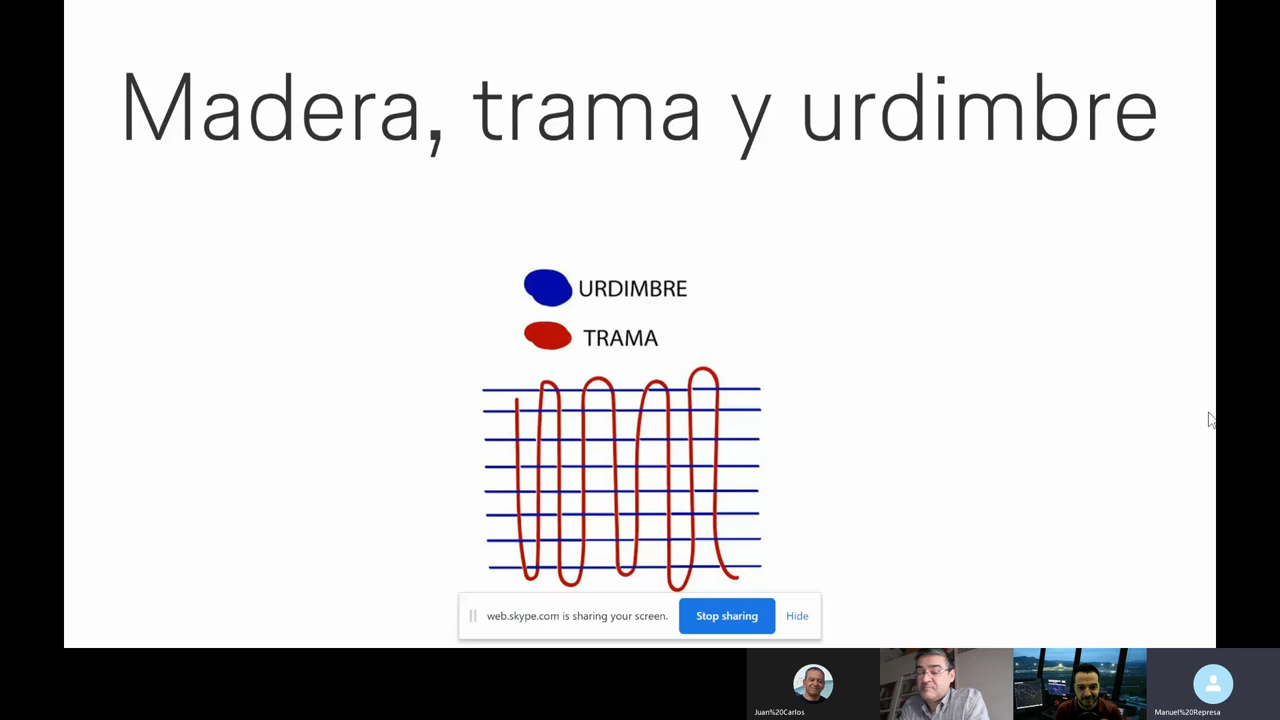 Madera, trama y urdimbre
URDIMBRE
TRAMA
web.skype.com is sharing your screen. Stop sharing Hide
Juan%20Carlos
Manuel%20Represa